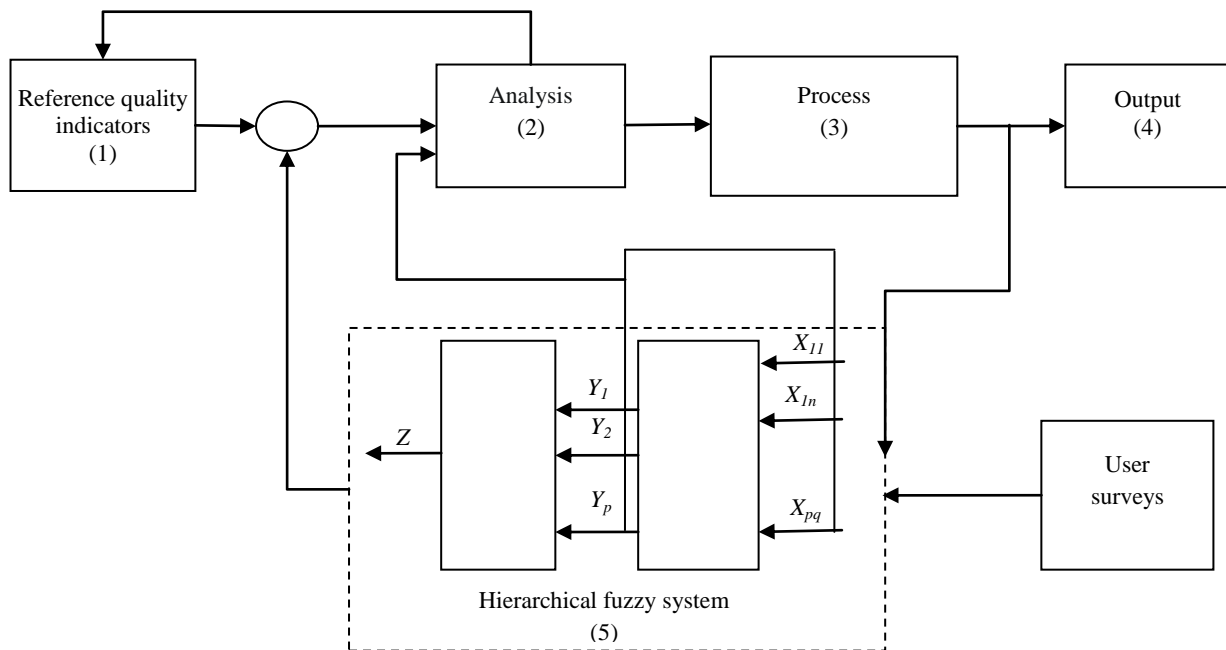 Reference quality
indicators
(1)
Analysis
(2)
Process
(3)
Output
(4)
X11
Y1
X1n
Y2
Z
Yp
Xpq
User
surveys
Hierarchical fuzzy system
(5)